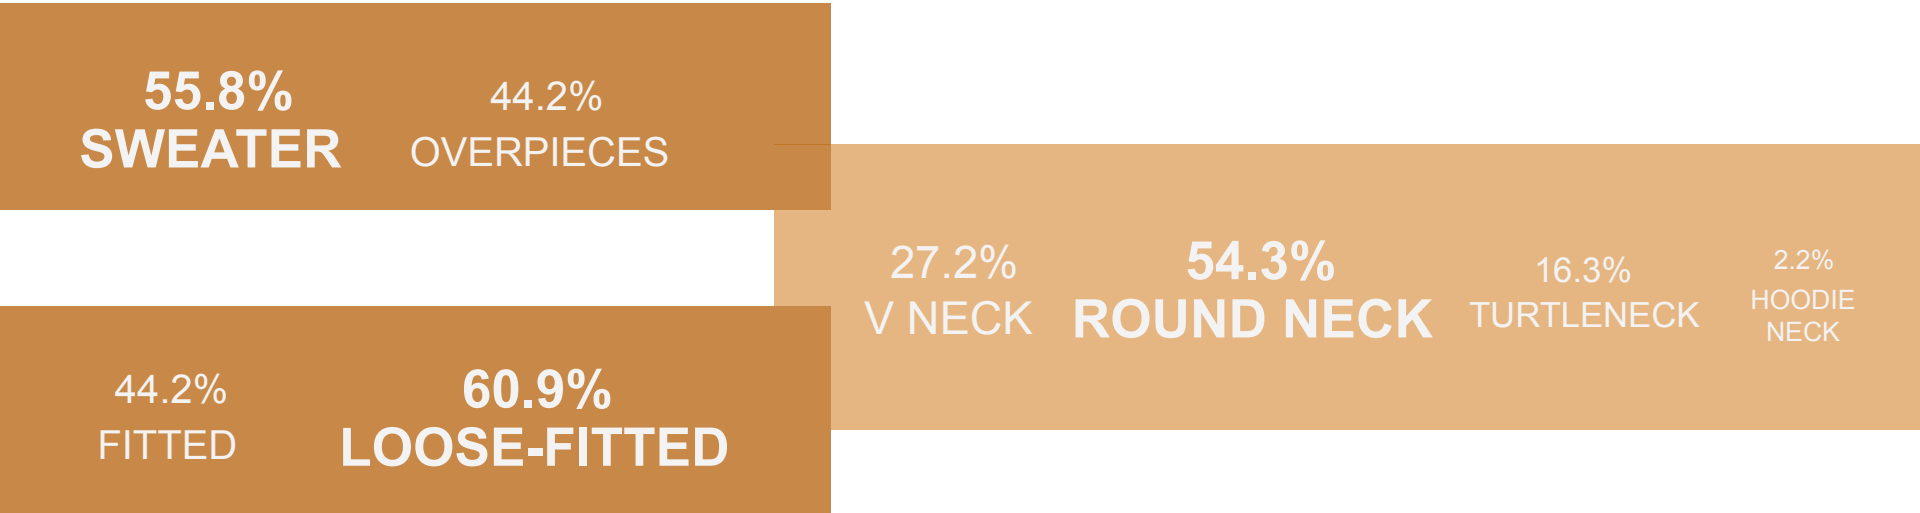 55.8%
SWEATER
44.2%
OVERPIECES
27.2%
V NECK
54.3%
ROUND NECK
16.3%
TURTLENECK
2.2%
HOODIE
NECK
44.2%
FITTED
60.9%
LOOSE-FITTED